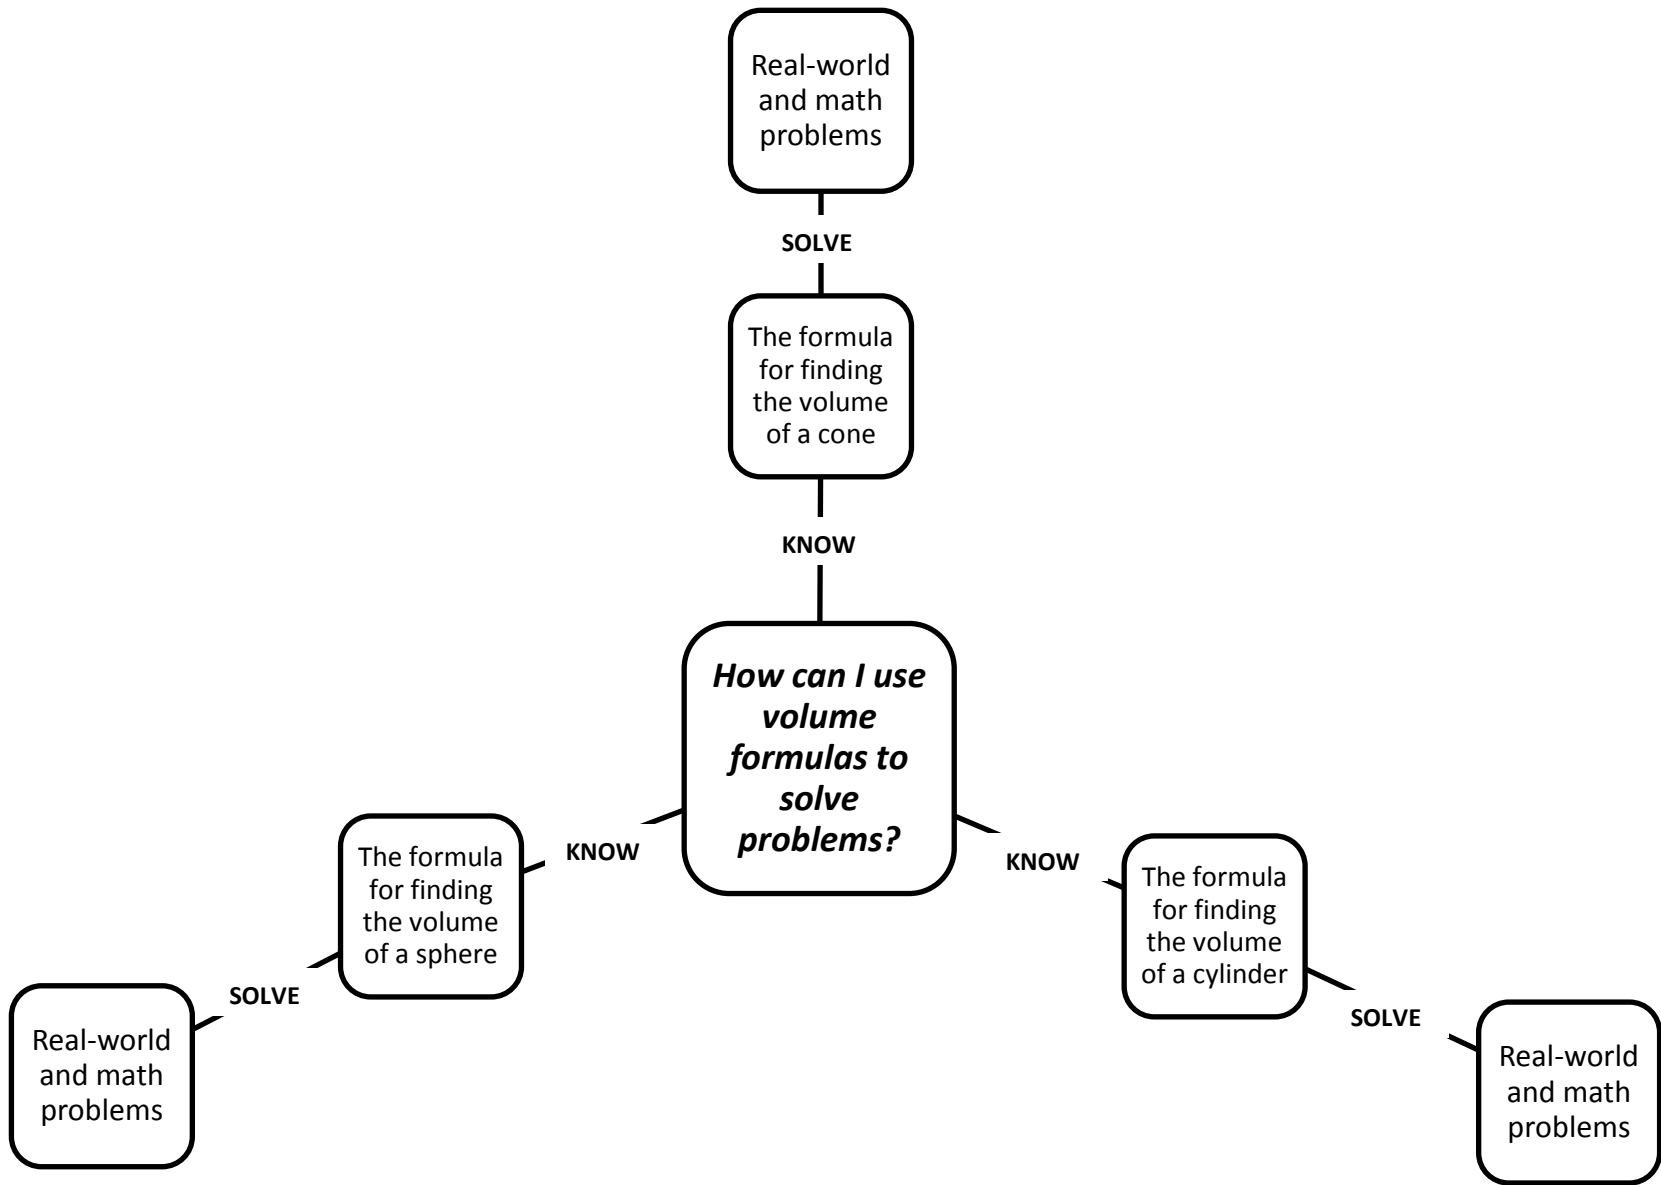 Real-world
and math
problems
SOLVE
The formula
for finding
the volume
of a cone
KNOW
How can I use
volume
formulas to
solve
problems?
KNOW
The formula
for finding
the volume
of a sphere
SOLVE
Real-world
and math
problems
KNOW
The formula
for finding
the volume
of a cylinder
SOLVE
Real-world
and math
problems